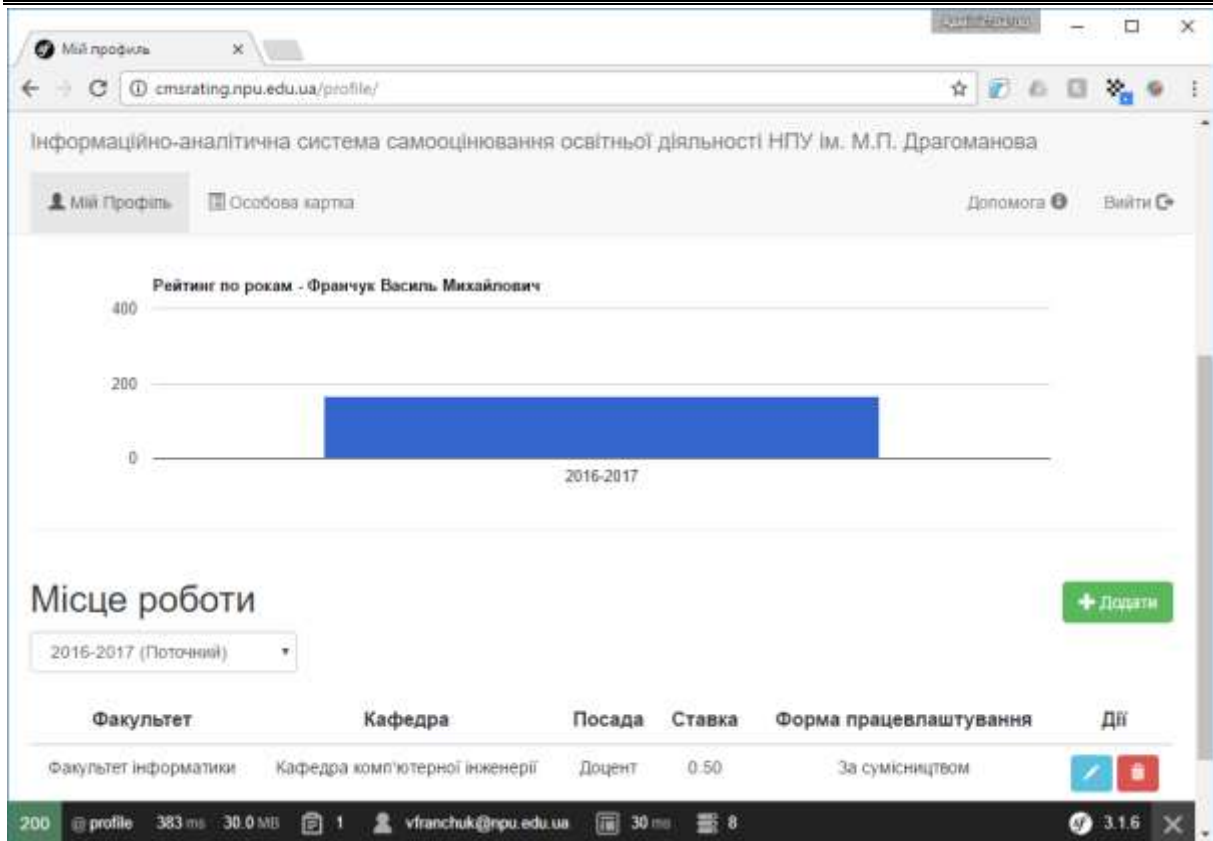 Мій профиль
cmsrating.npu.edu.ua/profile/
Інформаційно-аналітична система самооцінювання освітньої діяльності НПУ ім. М.П. Драгоманова
Мій Профіль Особова картка Допомога Вийти
Рейтинг по рокам - Франчук Василь Михайлович
400
200
0
2016-2017
Місце роботи
Додати
2016-2017 (Поточний)
Факультет Кафедра Посада Ставка Форма працевлаштування Дії
Факультет інформатики Кафедра комп'ютерної інженерії Доцент 0.50 За сумісництвом
200 @ profile 383 ms 30.0 MB 1 vfranchuk@npu.edu.ua 30 ms 8 3.1.6